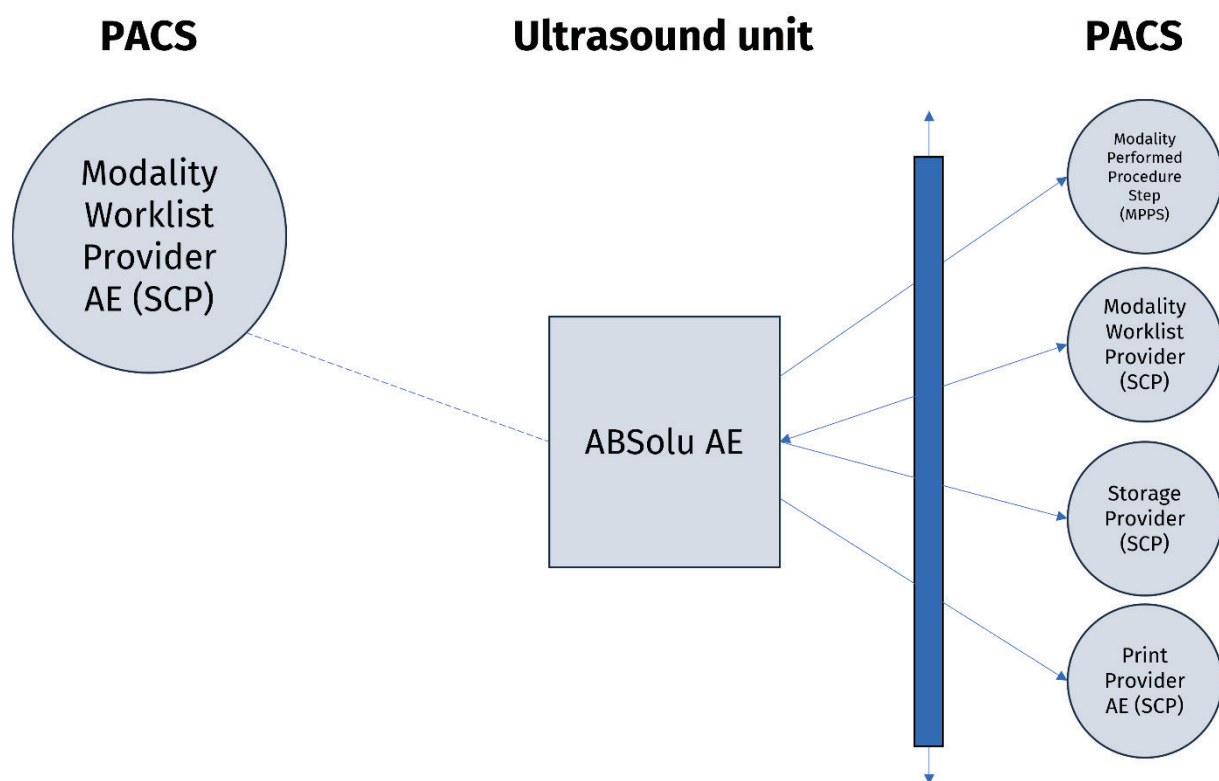 PACS
Ultrasound unit
PACS
Modality
Worklist
Provider
AE (SCP)
ABSolu AE
Modality
Performed
Procedure
Step
(MPPS)
Modality
Worklist
Provider
(SCP)
Storage
Provider
(SCP)
Print
Provider
AE (SCP)